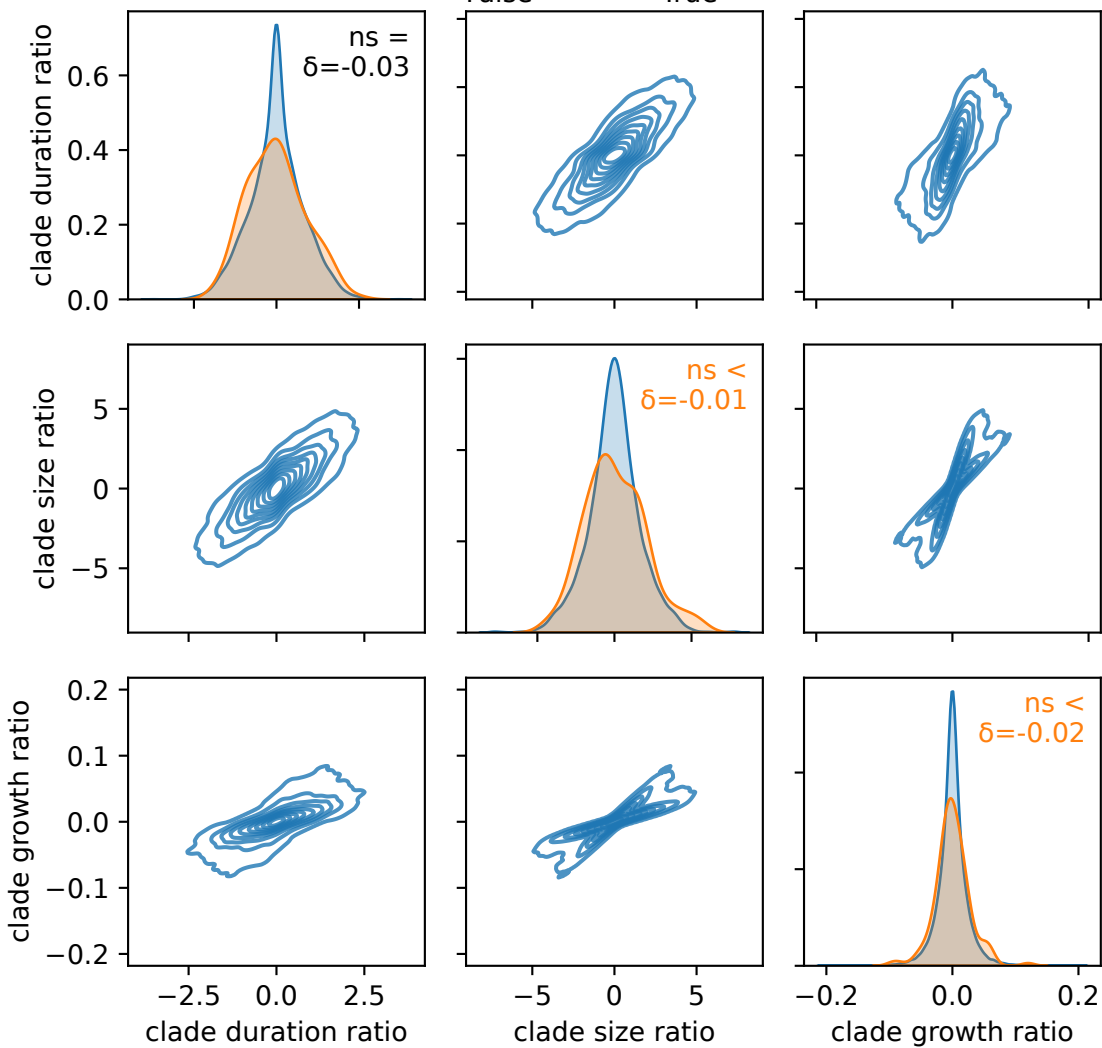 clade duration ratio
0.6
0.4
0.2
0.0
ns =
δ=-0.03
clade size ratio
5
0
−5
ns <
δ=-0.01
clade growth ratio
0.2
0.1
0.0
−0.1
−0.2
ns <
δ=-0.02
−2.5 0.0 2.5
−5 0 5
−0.2 0.0 0.2
clade duration ratio
clade size ratio
clade growth ratio